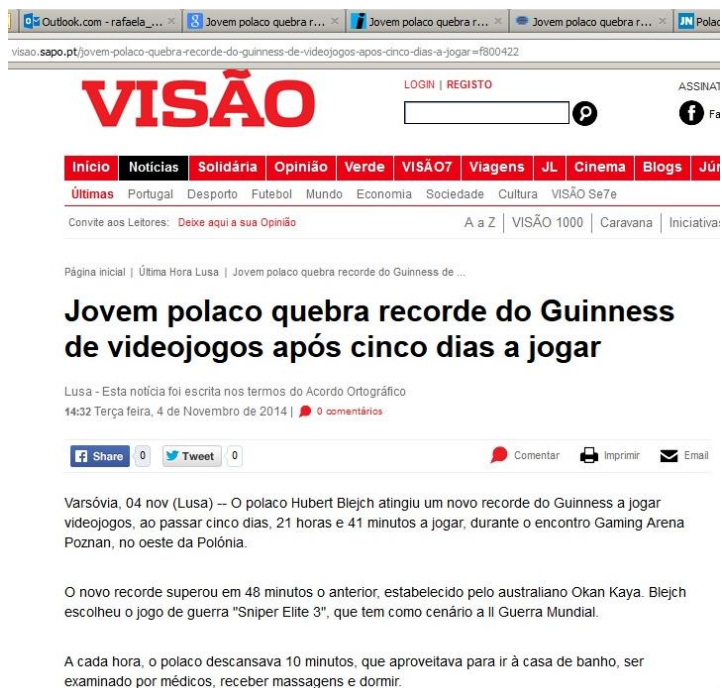 Outlook.com - rafaela_... Jovem polaco quebra r... Jovem polaco quebra r... Jovem polaco quebra r... JN Polac
visao.sapo.pt/jovem-polaco-quebra-recorde-do-guinness-de-videojogos-apos-cinco-dias-a-jogar=f800422
VISÃO
LOGIN | REGISTO
ASSINAT
Fa
Início Notícias Solidária Opinião Verde VISÃO7 Viagens JL Cinema Blogs Júr
Últimas Portugal Desporto Futebol Mundo Economia Sociedade Cultura VISÃO Se7e
Convite aos Leitores: Deixe aqui a sua Opinião A a Z | VISÃO 1000 | Caravana | Iniciativas
Página inicial | Última Hora Lusa | Jovem polaco quebra recorde do Guinness de ...
Jovem polaco quebra recorde do Guinness
de videojogos após cinco dias a jogar
Lusa - Esta notícia foi escrita nos termos do Acordo Ortográfico
14:32 Terça feira, 4 de Novembro de 2014 | 0 comentários
Share 0 Tweet 0 Comentar Imprimir Email
Varsóvia, 04 nov (Lusa) -- O polaco Hubert Blejch atingiu um novo recorde do Guinness a jogar
videojogos, ao passar cinco dias, 21 horas e 41 minutos a jogar, durante o encontro Gaming Arena
Poznan, no oeste da Polónia.
O novo recorde superou em 48 minutos o anterior, estabelecido pelo australiano Okan Kaya. Blejch
escolheu o jogo de guerra "Sniper Elite 3", que tem como cenário a II Guerra Mundial.
A cada hora, o polaco descansava 10 minutos, que aproveitava para ir à casa de banho, ser
examinado por médicos, receber massagens e dormir.